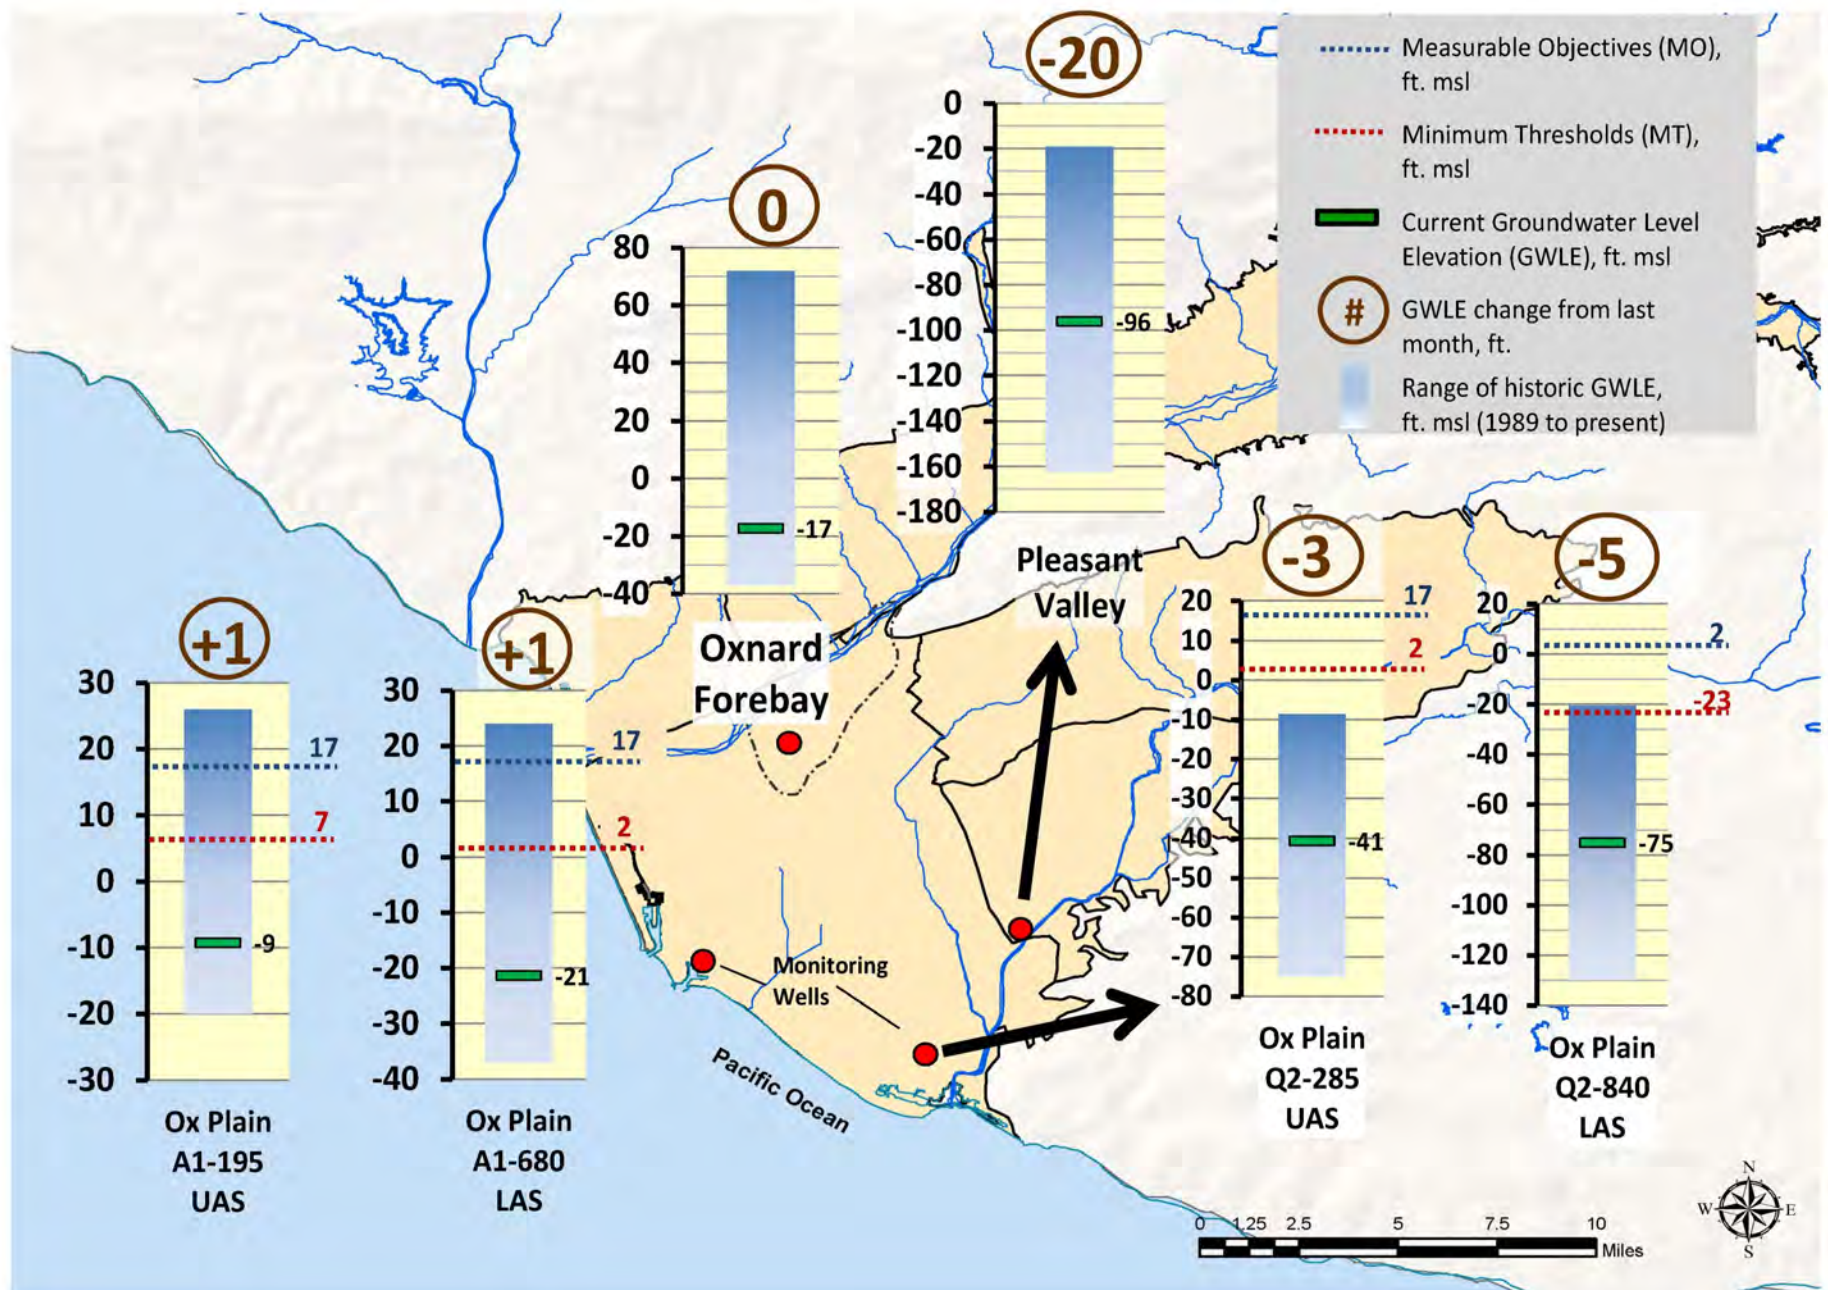 Measurable Objectives (MO),
ft. msl
Minimum Thresholds (MT),
ft. msl
Current Groundwater Level
Elevation (GWLE), ft. msl
#
GWLE change from last
month, ft.
Range of historic GWLE,
ft. msl (1989 to present)
-20
0
-20
-40
-60
-80
-100
-120
-140
-160
-180
-96
Pleasant
Valley
0
80
60
40
20
0
-20
-40
-17
Oxnard
Forebay
+1
30
20
10
0
-10
-20
-30
17
7
-9
Ox Plain
A1-195
UAS
+1
30
20
10
0
-10
-20
-30
-40
17
2
-21
Ox Plain
A1-680
LAS
-3
20
10
0
-10
-20
-30
-40
-50
-60
-70
-80
17
2
-41
Ox Plain
Q2-285
UAS
-5
20
0
-20
-40
-60
-80
-100
-120
-140
2
-23
-75
Ox Plain
Q2-840
LAS
Monitoring
Wells
Pacific Ocean
N
W E
S
0 1.25 2.5 5 7.5 10
Miles